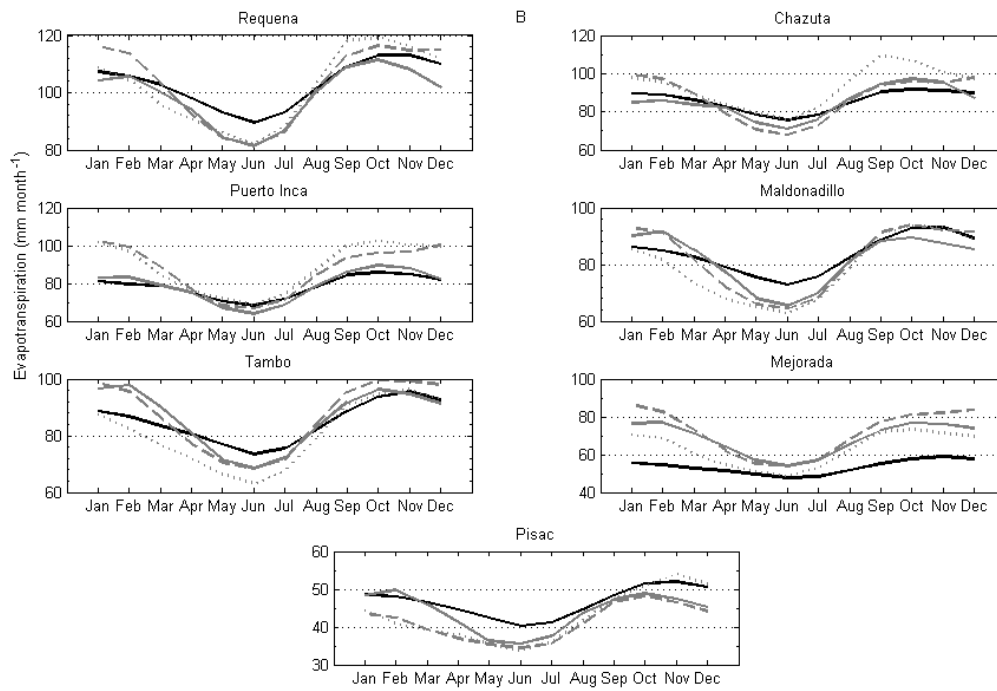 Requena
B
Chazuta
120
100
80
Jan Feb Mar Apr May Jun Jul Aug Sep Oct Nov Dec
120
100
80
60
Jan Feb Mar Apr May Jun Jul Aug Sep Oct Nov Dec
Evapotranspiration (mm month-1)
Puerto Inca
Maldonadillo
120
100
80
60
Jan Feb Mar Apr May Jun Jul Aug Sep Oct Nov Dec
100
80
60
Jan Feb Mar Apr May Jun Jul Aug Sep Oct Nov Dec
Tambo
Mejorada
100
80
60
Jan Feb Mar Apr May Jun Jul Aug Sep Oct Nov Dec
100
80
60
40
Jan Feb Mar Apr May Jun Jul Aug Sep Oct Nov Dec
Pisac
60
50
40
30
Jan Feb Mar Apr May Jun Jul Aug Sep Oct Nov Dec